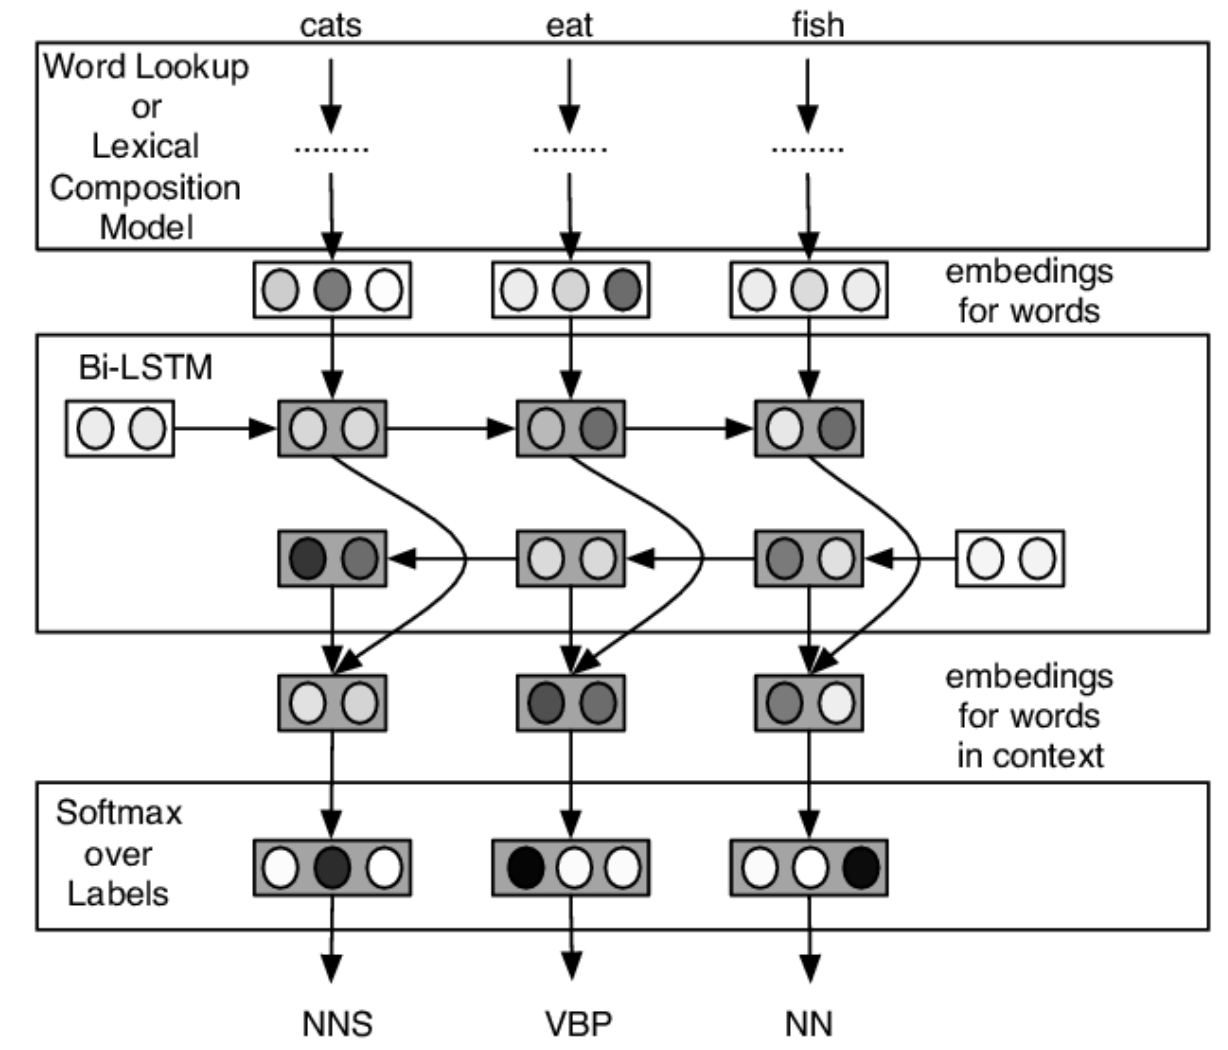 cats eat fish
Word Lookup
or
Lexical
Composition
Model
........ ........ ........
embedings
for words
Bi-LSTM
embedings
for words
in context
Softmax
over
Labels
NNS VBP NN